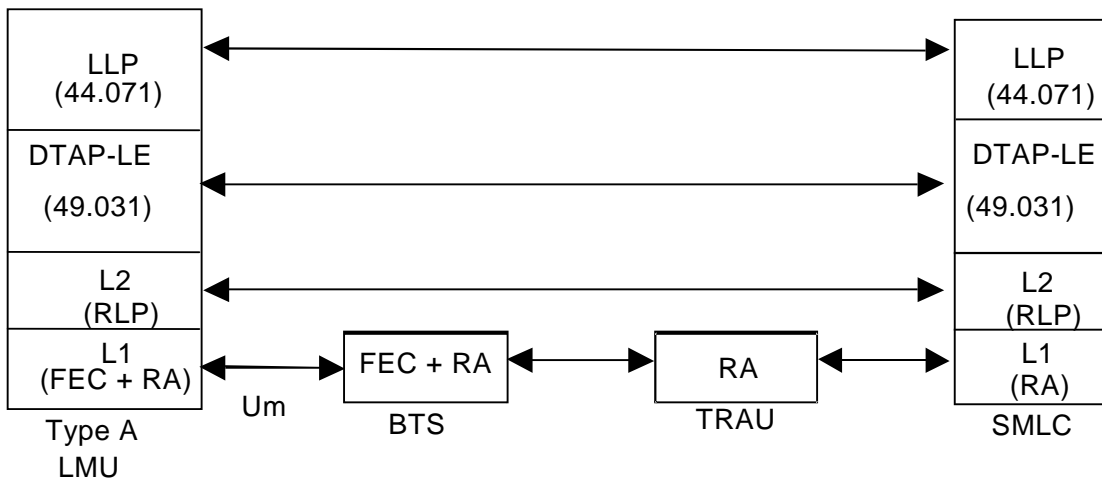 LLP
(44.071)
DTAP-LE
(49.031)
L2
(RLP)
L1
(FEC + RA)
Type A
LMU
Um
FEC + RA
BTS
RA
TRAU
LLP
(44.071)
DTAP-LE
(49.031)
L2
(RLP)
L1
(RA)
SMLC